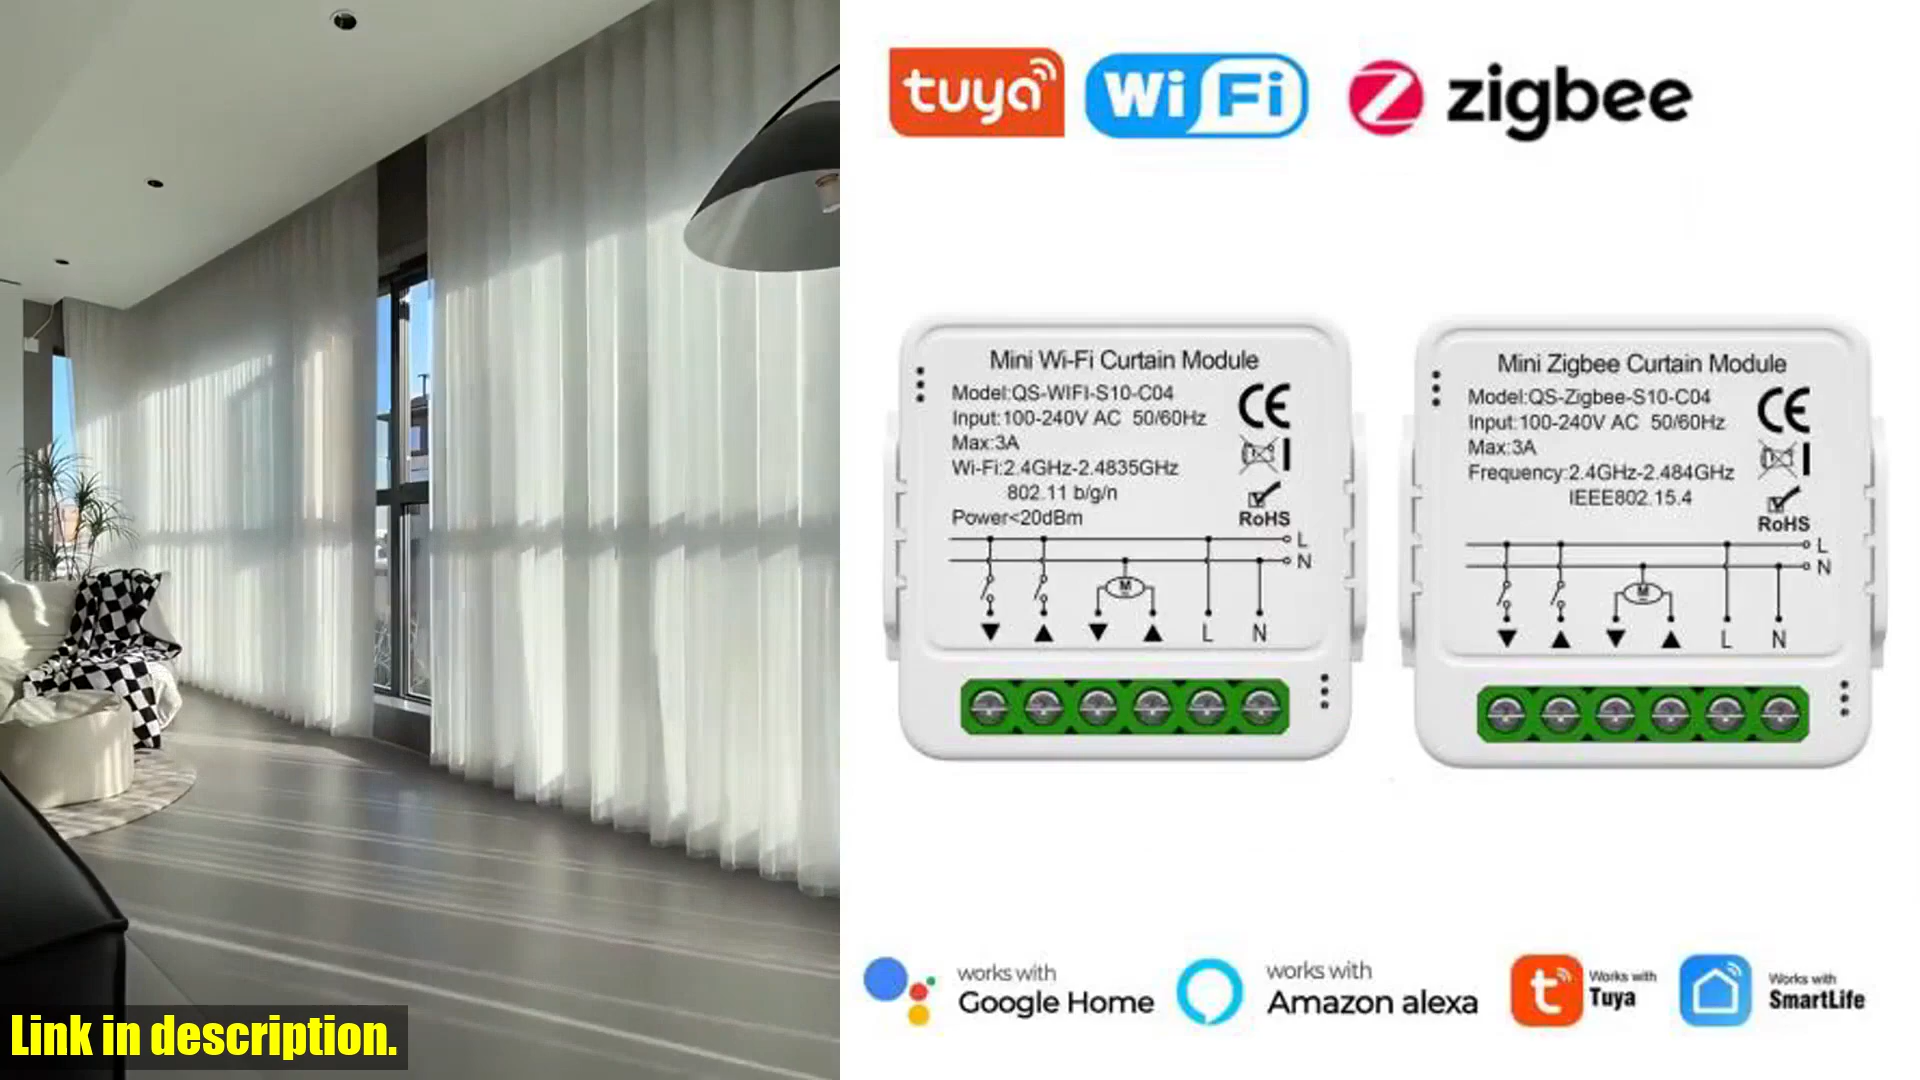 tuya WiFi zigbee
Mini Wi-Fi Curtain Module
Model:QS-WIFI-S10-C04
Input:100-240V AC 50/60Hz
Max:3A
Wi-Fi:2.4GHz-2.4835GHz
802.11 b/g/n
Power<20dBm
CE
RoHS
L
N
M
L N
Mini Zigbee Curtain Module
Model:QS-Zigbee-S10-C04
Input:100-240V AC 50/60Hz
Max:3A
Frequency:2.4GHz-2.484GHz
IEEE802.15.4
CE
RoHS
L
N
M
L N
works with
Google Home
works with
Amazon alexa
Works with
Tuya
Works with
SmartLife
Link in description.